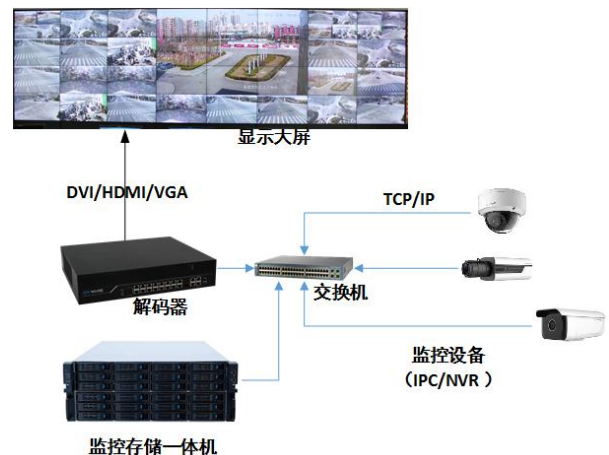 显示大屏
DVI/HDMI/VGA
TCP/IP
解码器
交换机
监控设备
（IPC/NVR ）
监控存储一体机